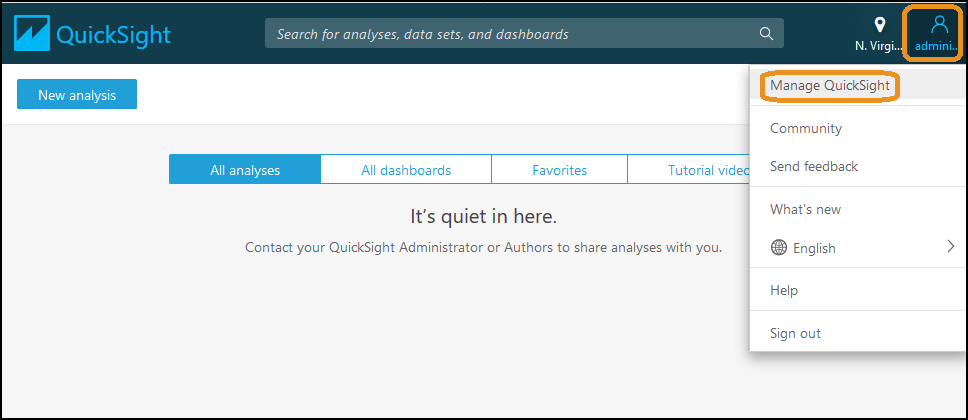 QuickSight
Search for analyses, data sets, and dashboards
N. Virgi...
admini...
New analysis
Manage QuickSight
Community
Send feedback
What's new
English
Help
Sign out
All analyses
All dashboards
Favorites
Tutorial video
It's quiet in here.
Contact your QuickSight Administrator or Authors to share analyses with you.